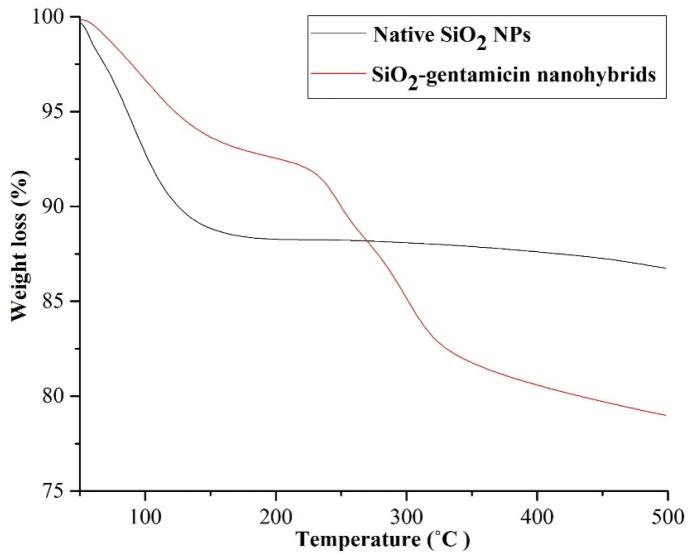 Native SiO2 NPs
SiO2-gentamicin nanohybrids
Weight loss (%)
100
95
90
85
80
75
100 200 300 400 500
Temperature (˚C )